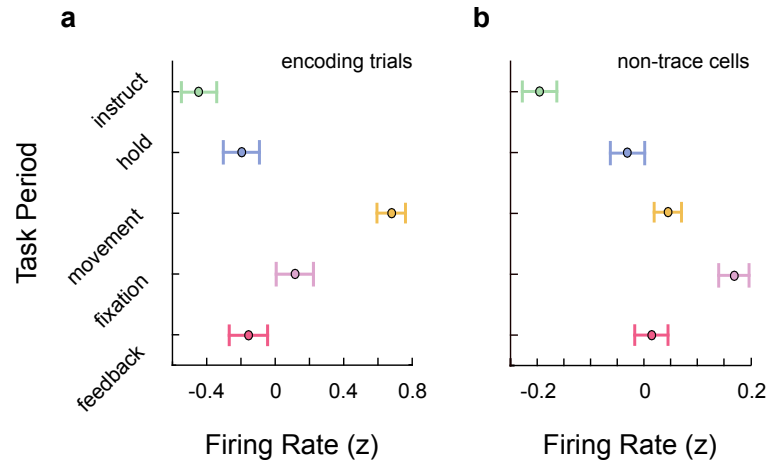 a
b
encoding trials
non-trace cells
Task Period
instruct
hold
movement
fixation
feedback
-0.4
0
0.4
0.8
-0.2
0
0.2
Firing Rate (z)
Firing Rate (z)